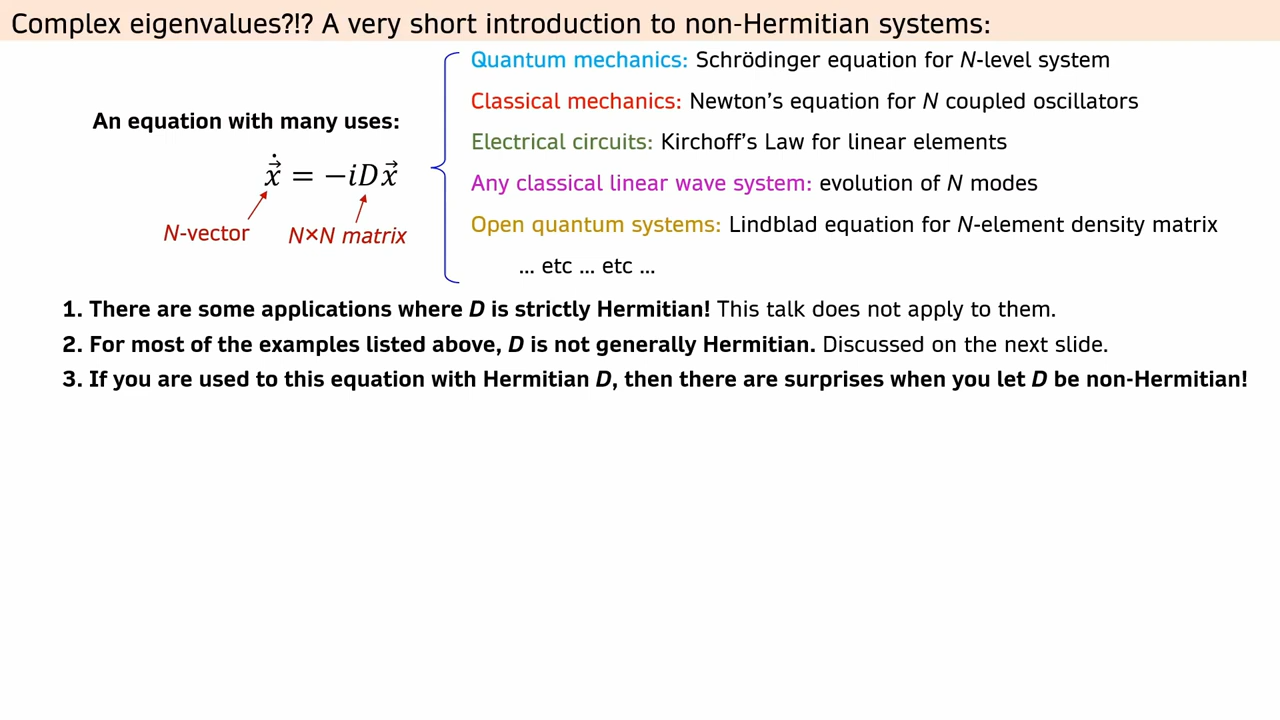 Complex eigenvalues?!? A very short introduction to non-Hermitian systems:
An equation with many uses:
$\dot{\vec{x}} = -iD\vec{x}$
N-vector
N×N matrix
Quantum mechanics: Schrödinger equation for N-level system
Classical mechanics: Newton's equation for N coupled oscillators
Electrical circuits: Kirchoff's Law for linear elements
Any classical linear wave system: evolution of N modes
Open quantum systems: Lindblad equation for N-element density matrix
... etc ... etc ...
1. There are some applications where D is strictly Hermitian! This talk does not apply to them.
2. For most of the examples listed above, D is not generally Hermitian. Discussed on the next slide.
3. If you are used to this equation with Hermitian D, then there are surprises when you let D be non-Hermitian!